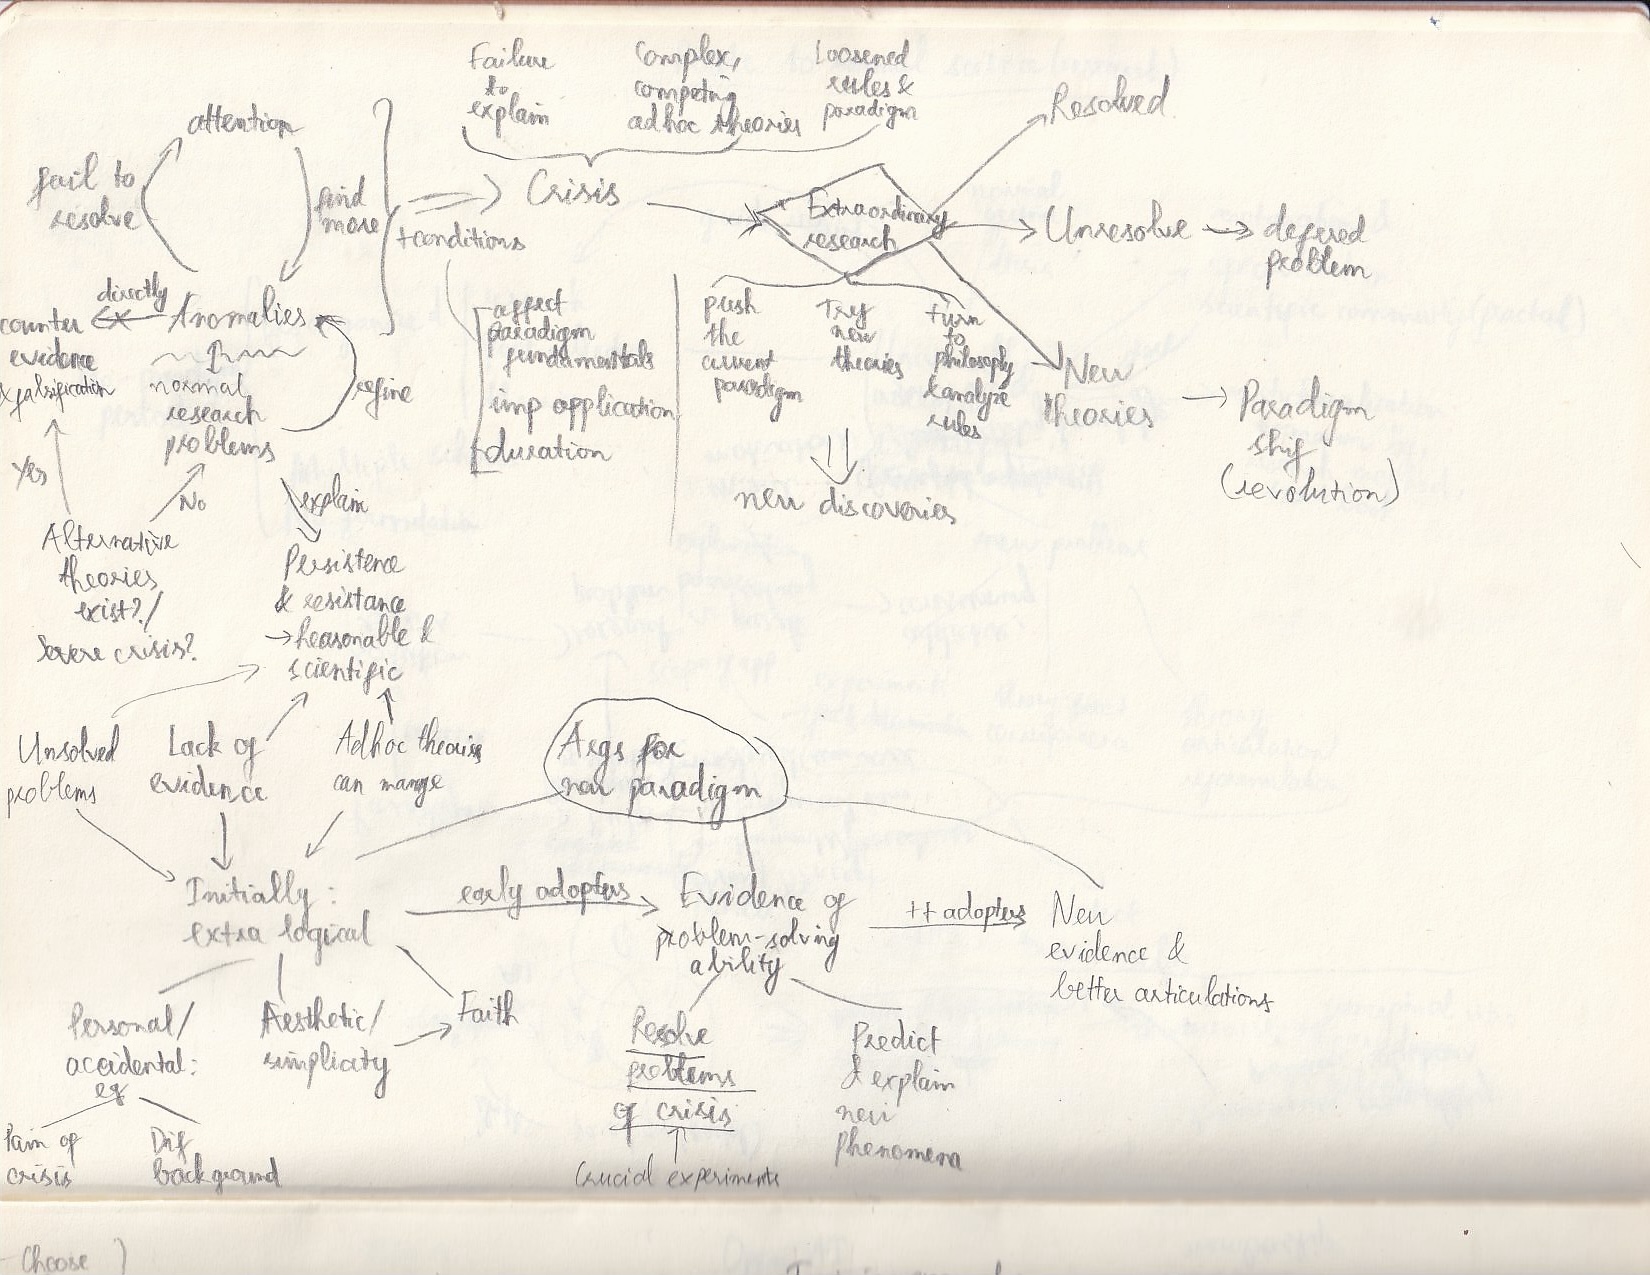 Failure
to
explain
Complex,
competing
adhoc theories
Loosened
rules &
paradigm
Resolved
attention
fail to
resolve
find
more
Crisis
+conditions
Extraordinary
research
Unresolve
defered
problem
directly
counter
evidence
& falsification
Anomalies
normal
research
problems
refine
affect
paradigm
fundamentals
imp application
duration
push
the
current
paradigm
Try
new
theories
turn
to
philosophy
& analyze
rules
new discoveries
New
theories
Paradigm
shif
(revolution)
Yes
No
explain
Alternative
theories
exist?/
Severe crisis?
Persistence
& resistance
→ Reasonable &
scientific
Unsolved
problems
Lack of
evidence
Adhoc theories
can mange
Args for
new paradigm
Initially:
extra logical
early adopters
Evidence of
problem-solving
ability
++ adopters
New
evidence &
better articulations
Personal/
accidental:
eg
Aesthetic/
simplicity
Faith
Pain of
crisis
Dif
background
Resolve
problems
of crisis
Crucial experiments
Predict
& explain
new
phenomena
- Choose